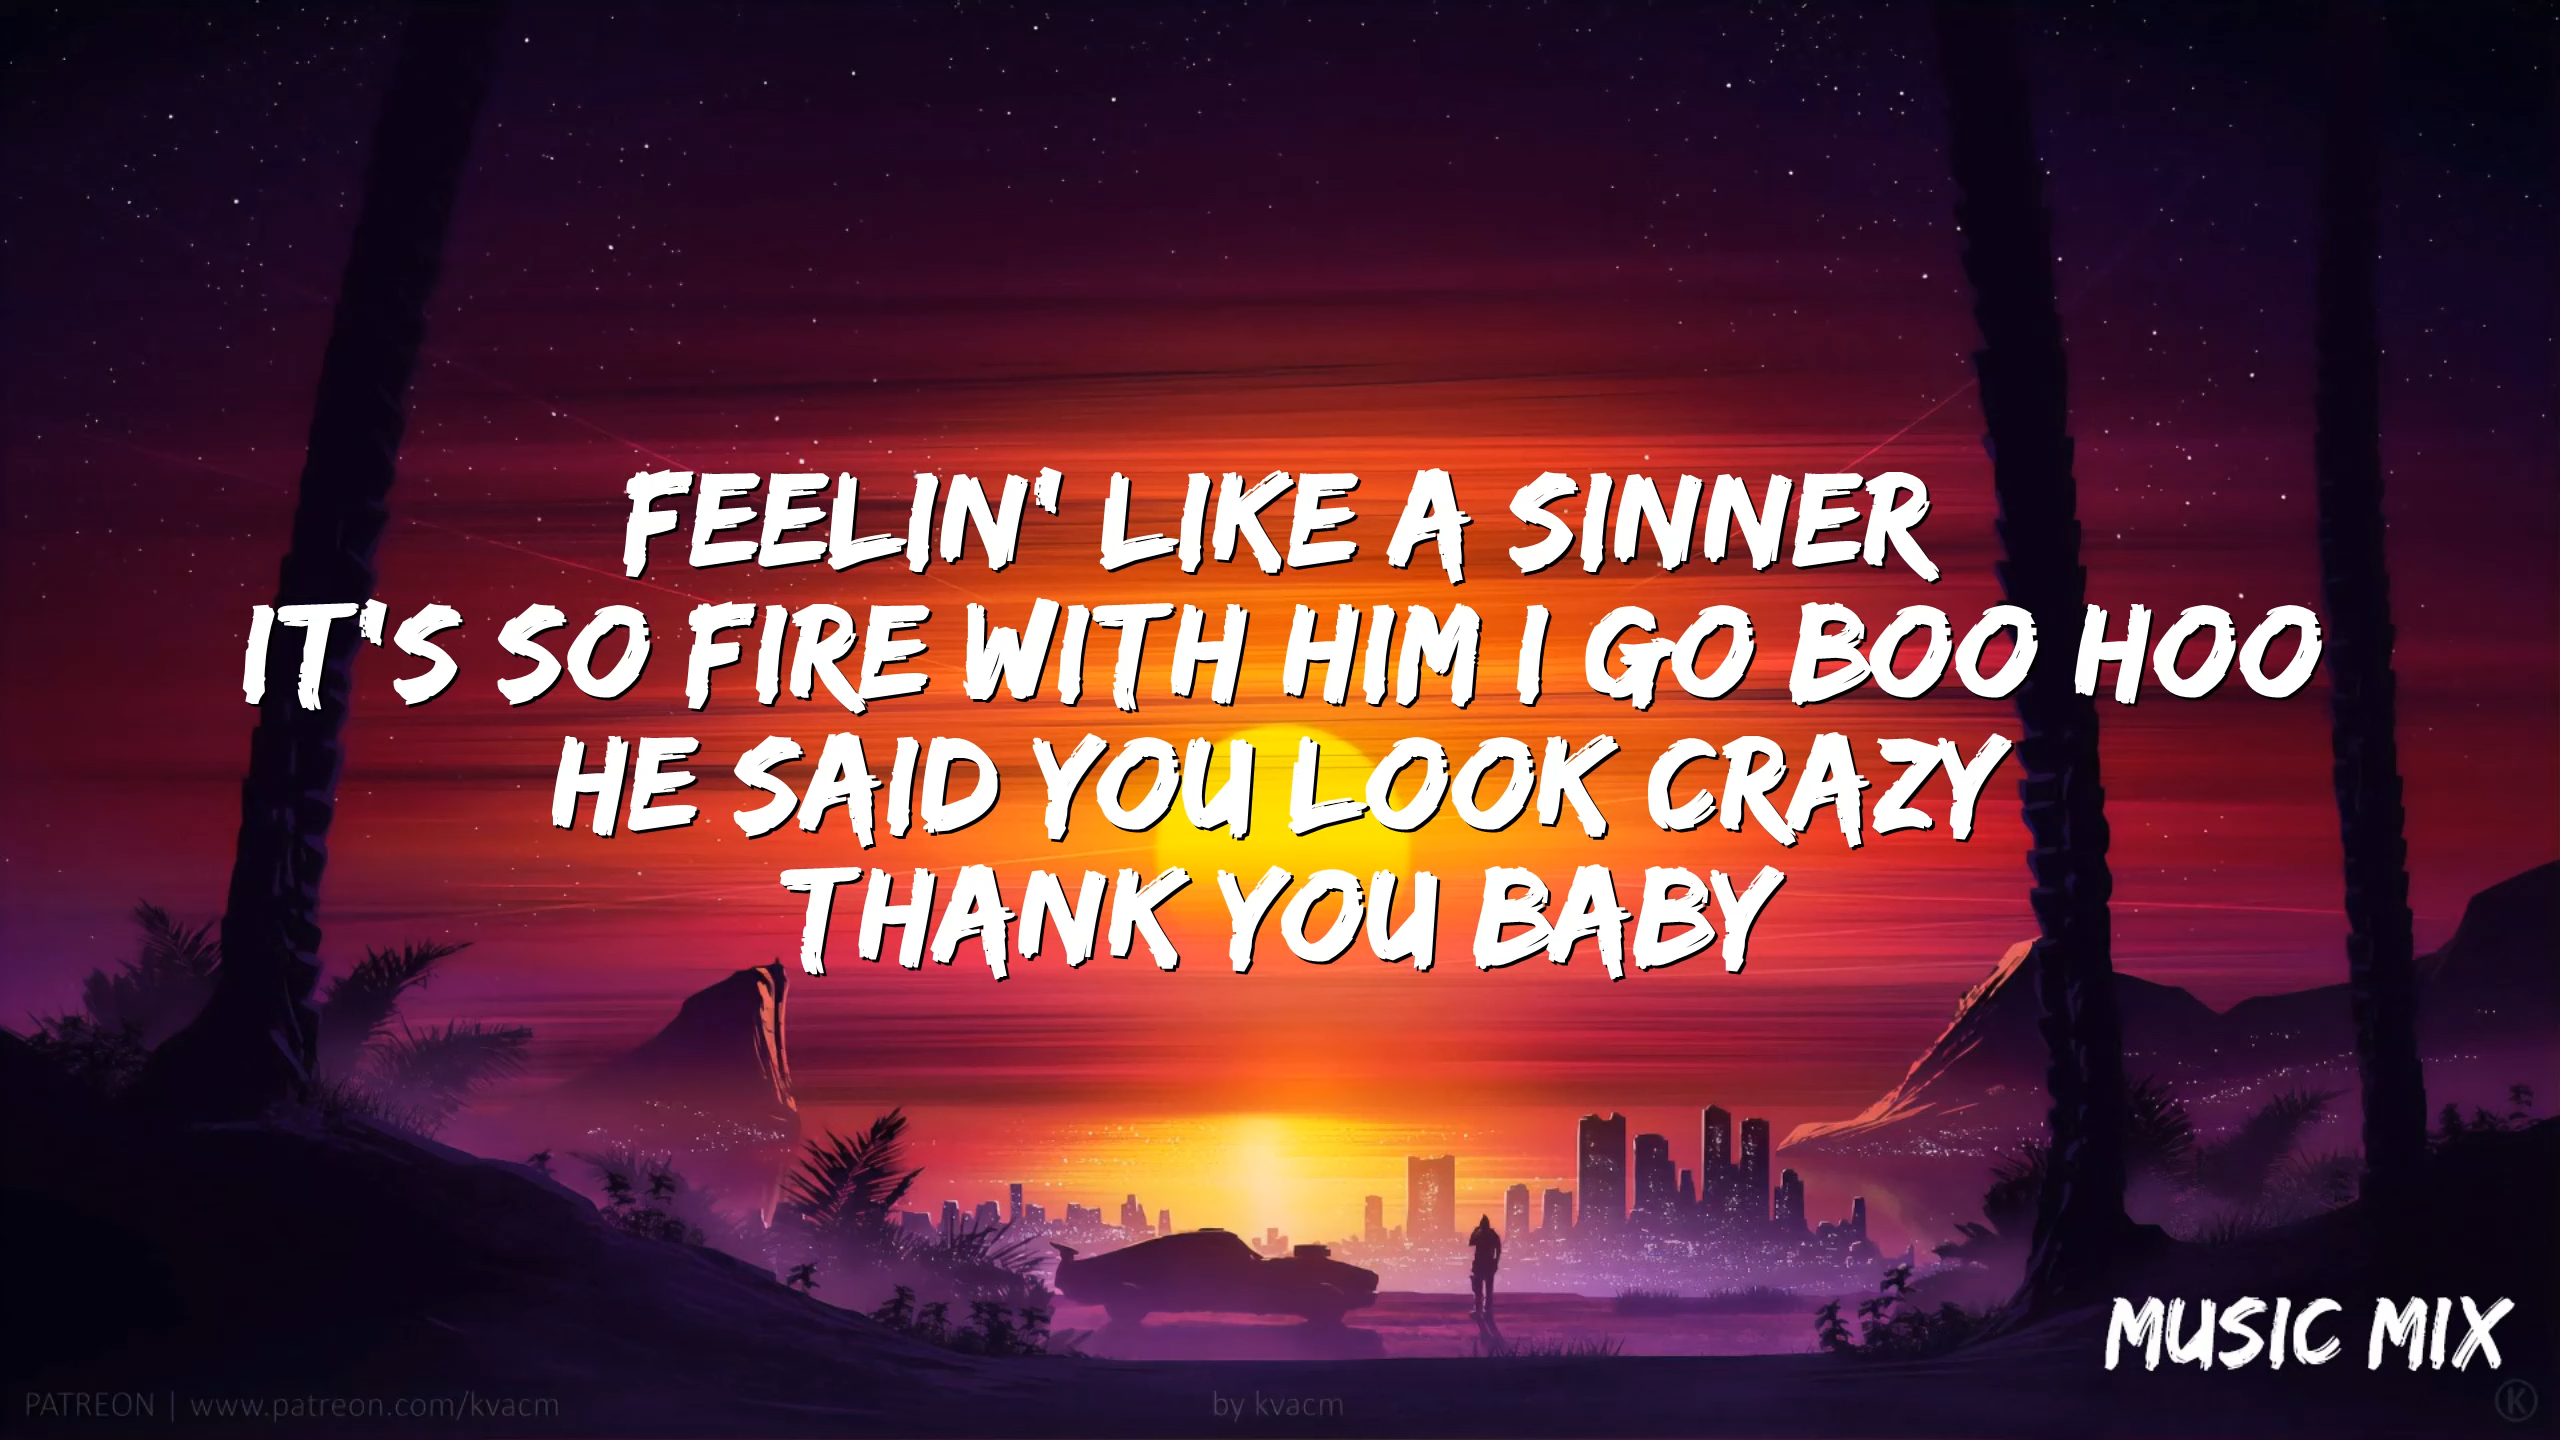 FEELIN' LIKE A SINNER
IT'S SO FIRE WITH HIM I GO BOO HOO
HE SAID YOU LOOK CRAZY
THANK YOU BABY
MUSIC MIX
PATREON | www.patreon.com/kvacm
by kvacm
K